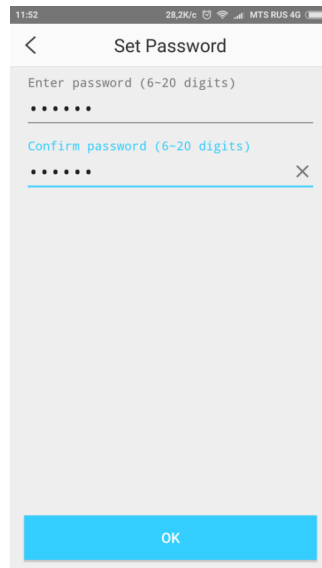 11:52 28,2K/c MTS RUS 4G
Set Password
Enter password (6~20 digits)
••••••
Confirm password (6~20 digits)
••••••
OK